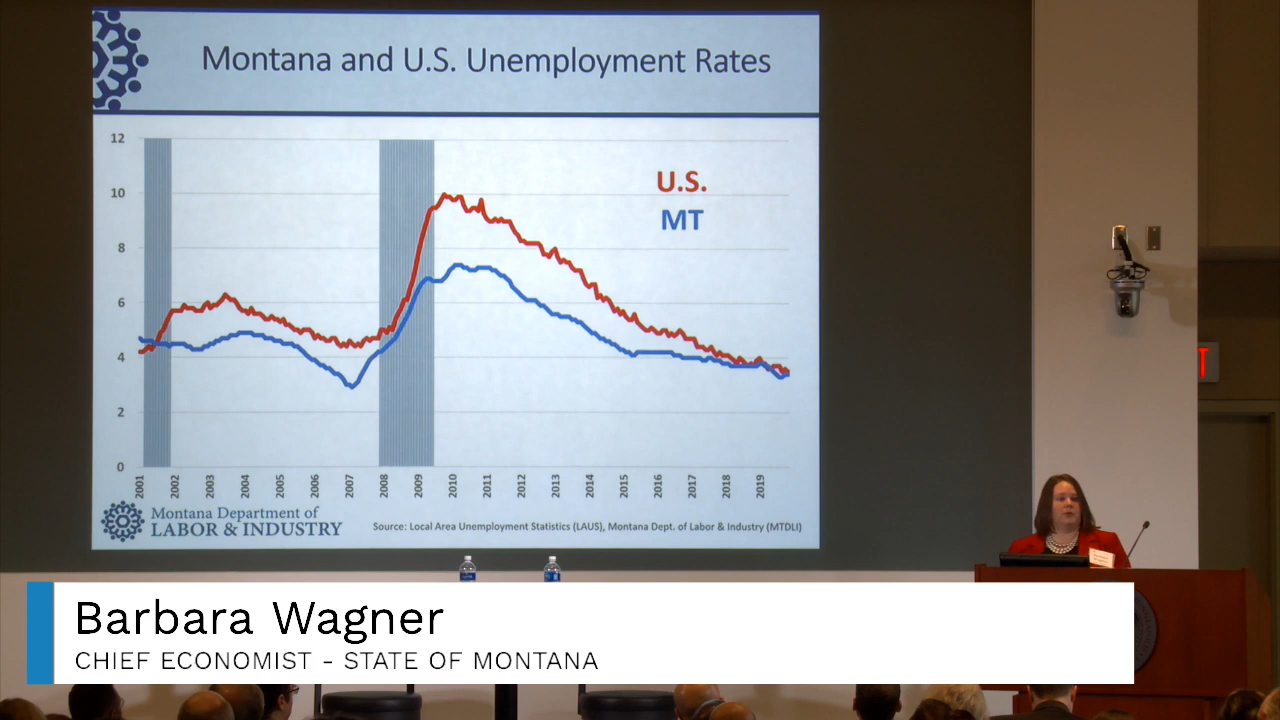 Montana and U.S. Unemployment Rates
12
10
8
6
4
2
0
U.S.
MT
2001 2002 2003 2004 2005 2006 2007 2008 2009 2010 2011 2012 2013 2014 2015 2016 2017 2018 2019
Montana Department of
LABOR & INDUSTRY
Source: Local Area Unemployment Statistics (LAUS), Montana Dept. of Labor & Industry (MTDLI)
Barbara Wagner
CHIEF ECONOMIST - STATE OF MONTANA